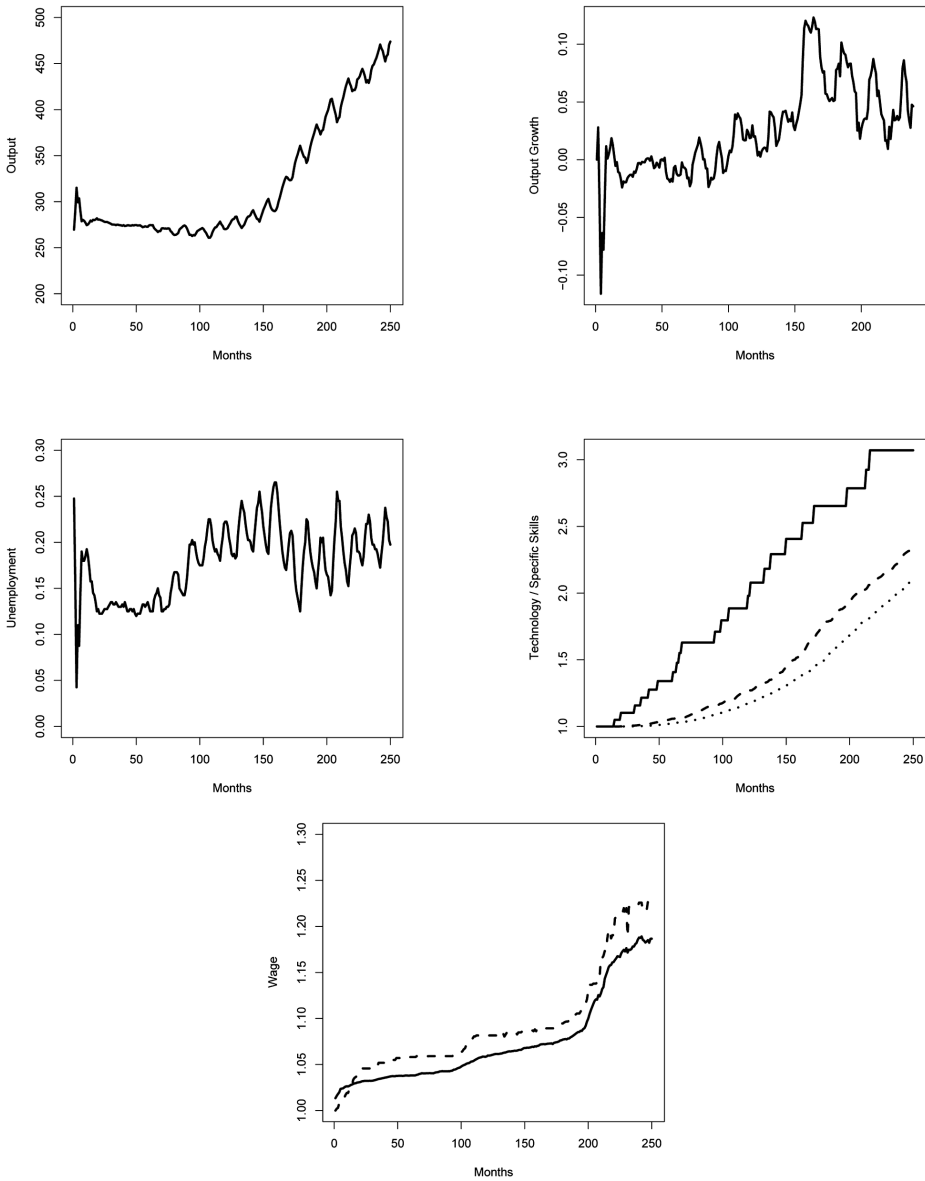 500
450
400
350
300
250
200
0 50 100 150 200 250
Output
Months
0.10
0.05
0.00
−0.05
−0.10
0 50 100 150 200
Output Growth
Months
0.30
0.25
0.20
0.15
0.10
0.05
0.00
0 50 100 150 200 250
Unemployment
Months
3.0
2.5
2.0
1.5
1.0
0 50 100 150 200 250
Technology / Specific Skills
Months
1.30
1.25
1.20
1.15
1.10
1.05
1.00
0 50 100 150 200 250
Wage
Months